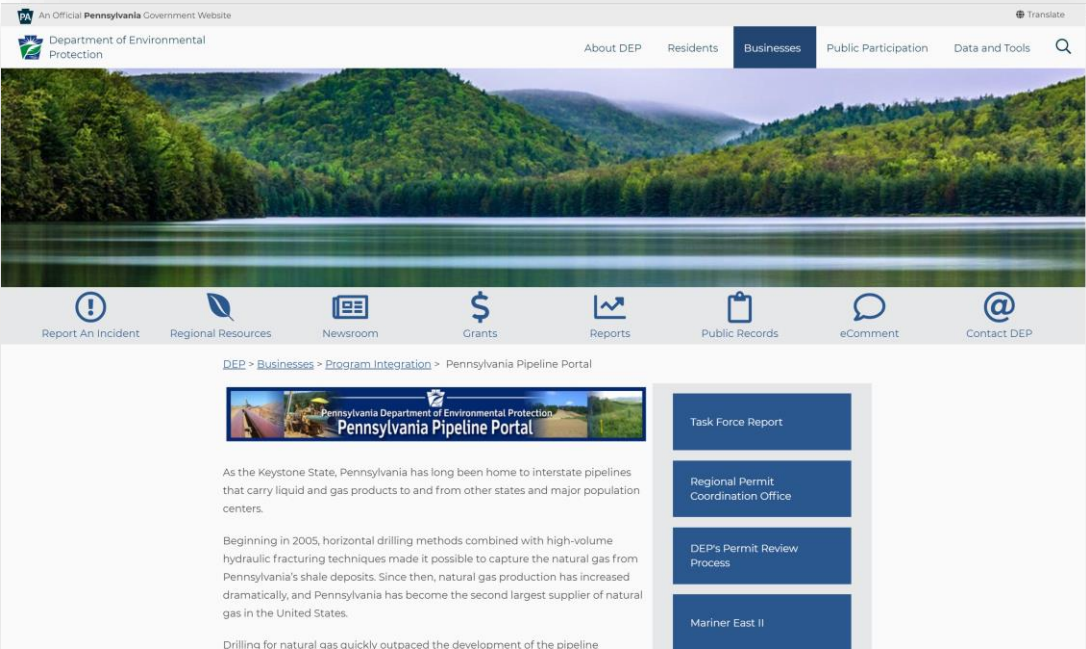 PA An Official Pennsylvania Government Website
Translate
Department of Environmental
Protection
About DEP
Residents
Businesses
Public Participation
Data and Tools
Report An Incident
Regional Resources
Newsroom
Grants
Reports
Public Records
eComment
Contact DEP
DEP > Businesses > Program Integration > Pennsylvania Pipeline Portal
Pennsylvania Department of Environmental Protection
Pennsylvania Pipeline Portal
As the Keystone State, Pennsylvania has long been home to interstate pipelines
that carry liquid and gas products to and from other states and major population
centers.
Beginning in 2005, horizontal drilling methods combined with high-volume
hydraulic fracturing techniques made it possible to capture the natural gas from
Pennsylvania's shale deposits. Since then, natural gas production has increased
dramatically, and Pennsylvania has become the second largest supplier of natural
gas in the United States.
Drilling for natural gas quickly outpaced the development of the pipeline
Task Force Report
Regional Permit
Coordination Office
DEP's Permit Review
Process
Mariner East II